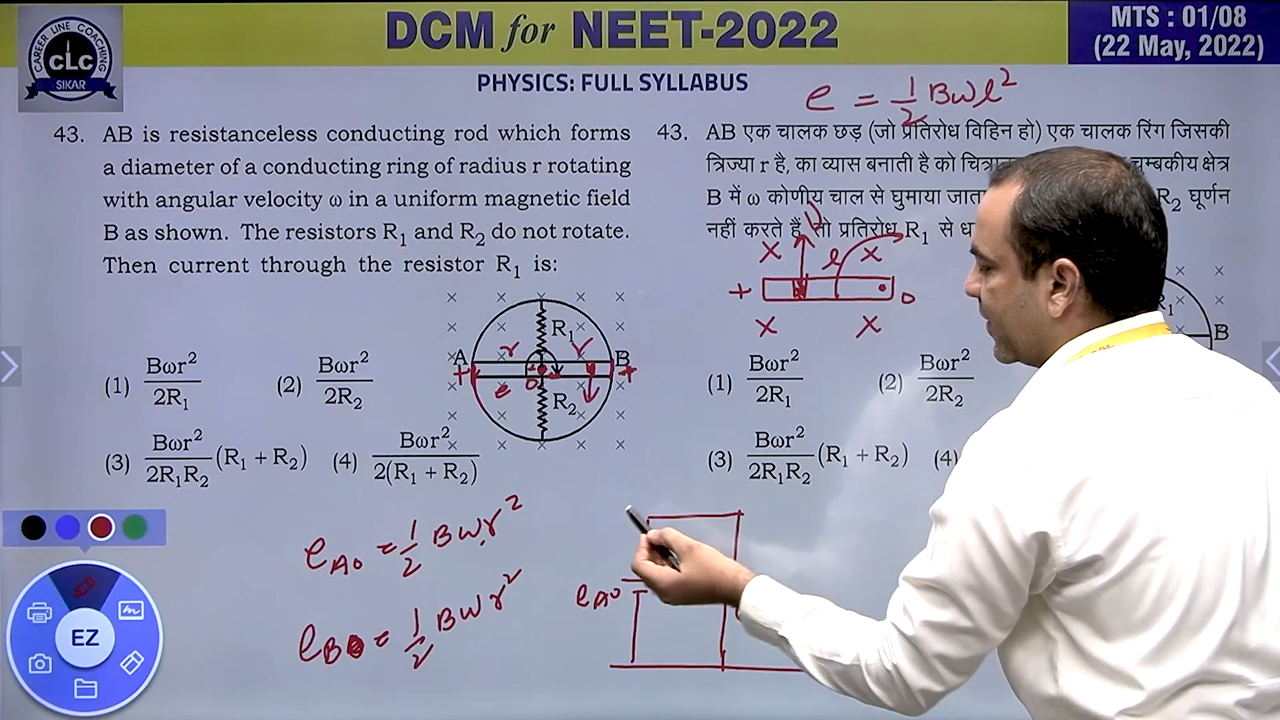 CAREER LINE COACHING
CLC
SIKAR
DCM for NEET-2022
MTS : 01/08
(22 May, 2022)
PHYSICS: FULL SYLLABUS
e = 1/2 Bωl²
43. AB is resistanceless conducting rod which forms
a diameter of a conducting ring of radius r rotating
with angular velocity ω in a uniform magnetic field
B as shown. The resistors R₁ and R₂ do not rotate.
Then current through the resistor R₁ is:
A
B
R₁
R₂
r
r
e
O
+
+
(1) Bωr²/2R₁
(2) Bωr²/2R₂
(3) Bωr²/2R₁R₂ (R₁ + R₂)
(4) Bωr²/2(R₁ + R₂)
e_AO = 1/2 Bωr²
e_BO = 1/2 Bωr²
e_AO
43. AB एक चालक छड़ (जो प्रतिरोध विहिन हो) एक चालक रिंग जिसकी
त्रिज्या r है, का व्यास बनाती है को चुम्बकीय क्षेत्र
B में ω कोणीय चाल से घुमाया R₂ घूर्णन
नहीं करते हैं, तो प्रतिरोध R₁ से
x x
+ l o
x x
B
(1) Bωr²/2R₁
(2) Bωr²/2R₂
(3) Bωr²/2R₁R₂ (R₁ + R₂)
(4)
EZ